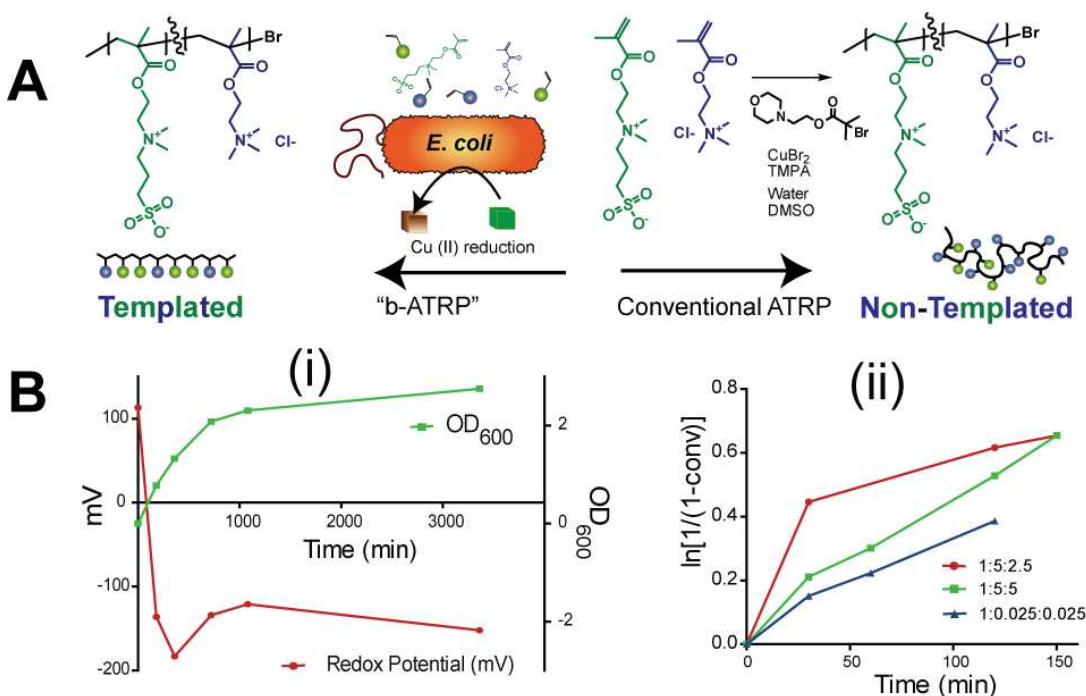 A
Br
O
O
N+
Cl-
O
S
O
O-
Templated
E. coli
Cu (II) reduction
"b-ATRP"
O
O
N+
S
O
O
O-
O
O
Cl-
N+
O
N
O
O
Br
CuBr2
TMPA
Water
DMSO
Conventional ATRP
Br
O
O
O
O
N+
N+
Cl-
O
S
O
O-
Non-Templated
B
(i)
mV
100
0
-100
-200
1000
2000
3000
Time (min)
OD600
2
0
-2
OD600
Redox Potential (mV)
(ii)
ln[1/(1-conv)]
0.8
0.6
0.4
0.2
0.0
0
50
100
150
Time (min)
1:5:2.5
1:5:5
1:0.025:0.025